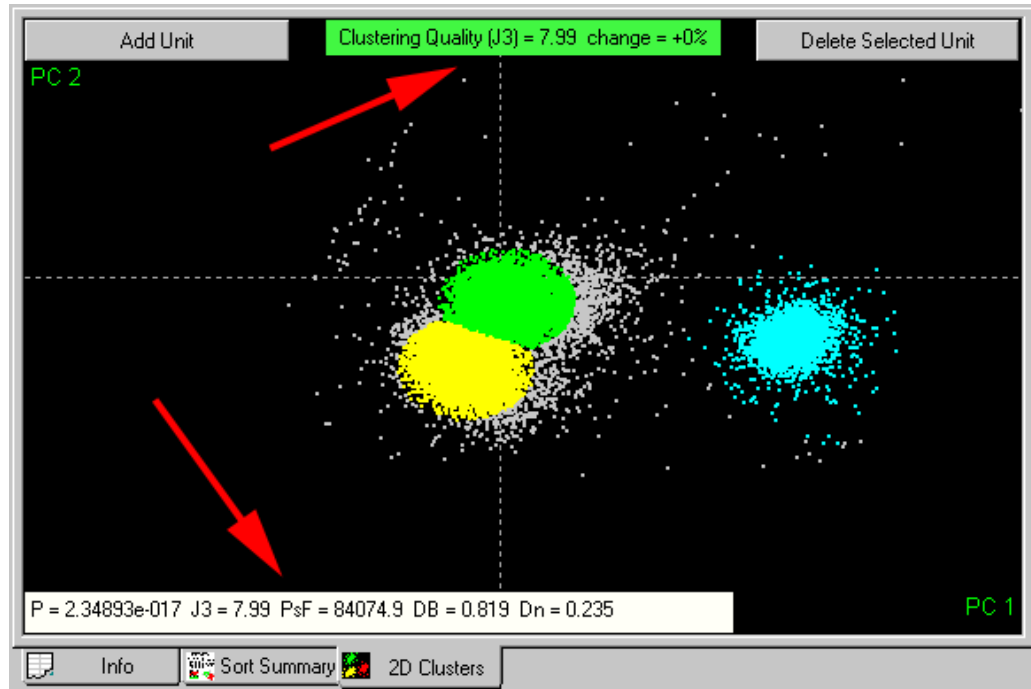 Add Unit
Clustering Quality (J3) = 7.99 change = +0%
Delete Selected Unit
PC 2
P = 2.34893e-017 J3 = 7.99 PsF = 84074.9 DB = 0.819 Dn = 0.235
PC 1
Info
Sort Summary
2D Clusters